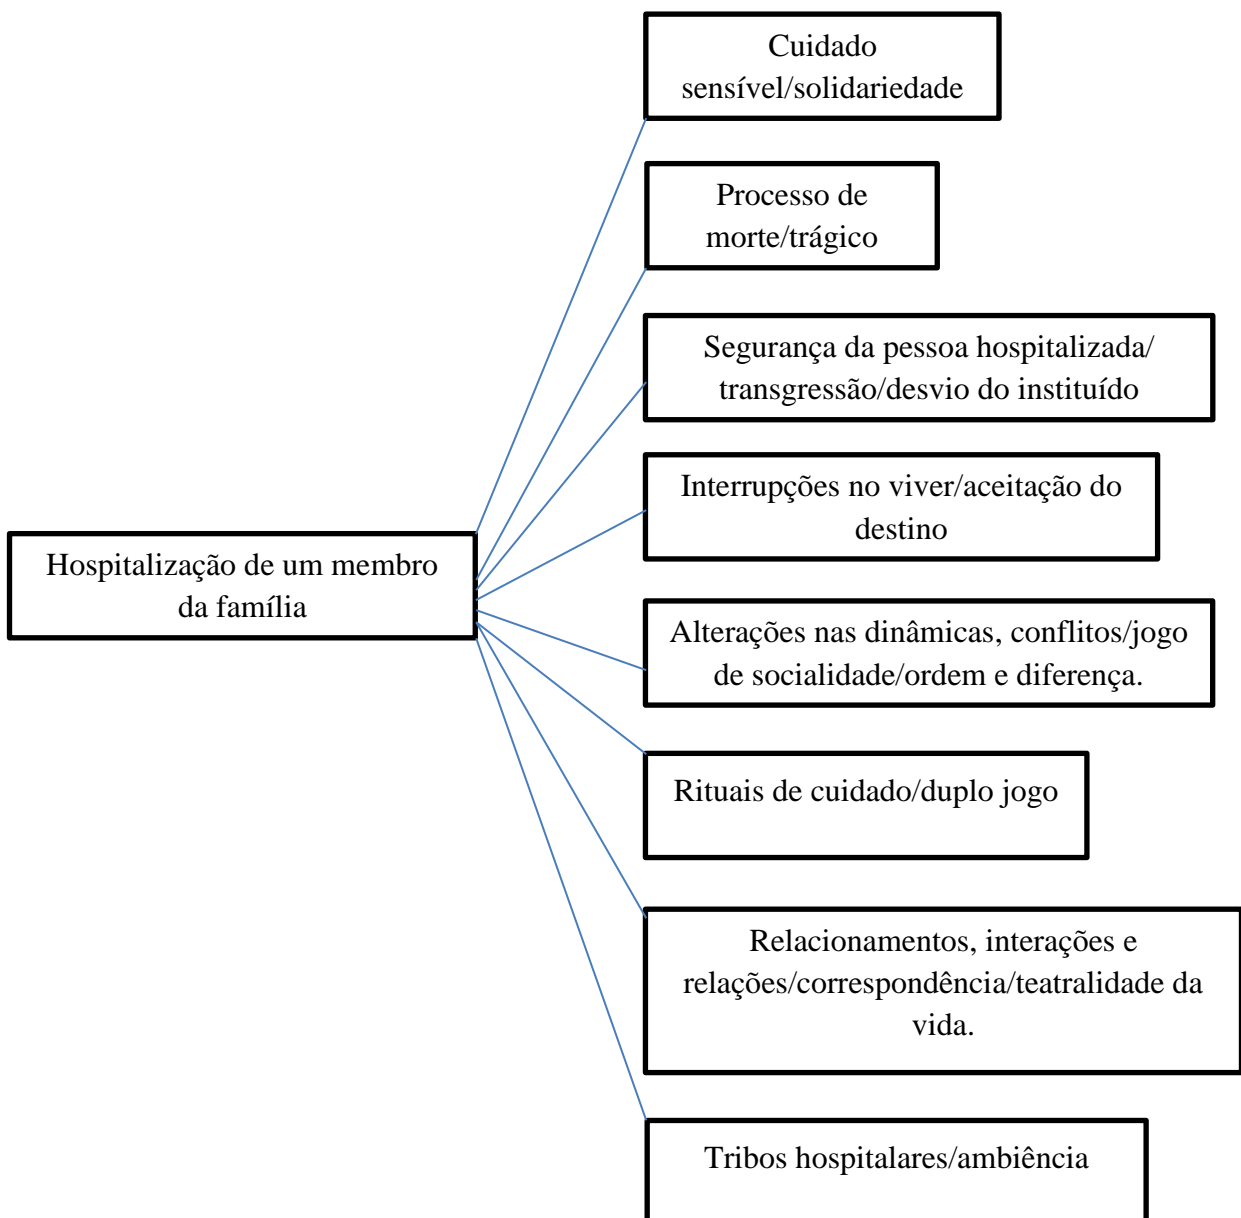 Cuidado
sensível/solidariedade
Processo de
morte/trágico
Segurança da pessoa hospitalizada/
transgressão/desvio do instituído
Interrupções no viver/aceitação do
destino
Hospitalização de um membro
da família
Alterações nas dinâmicas, conflitos/jogo
de socialidade/ordem e diferença.
Rituais de cuidado/duplo jogo
Relacionamentos, interações e
relações/correspondência/teatralidade da
vida.
Tribos hospitalares/ambiência